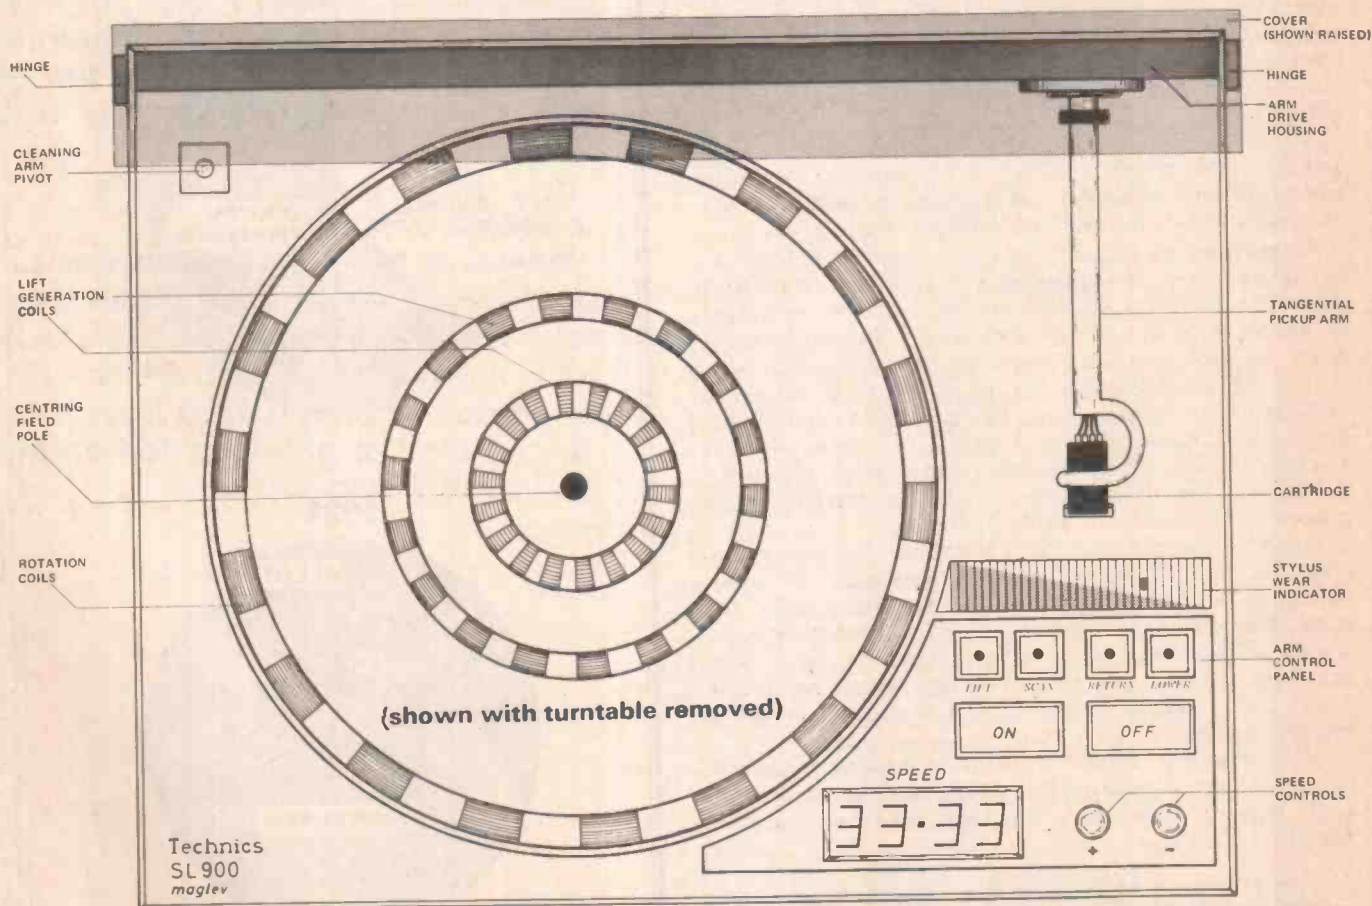 COVER
(SHOWN RAISED)
HINGE
HINGE
ARM
DRIVE
HOUSING
CLEANING
ARM
PIVOT
LIFT
GENERATION
COILS
TANGENTIAL
PICKUP ARM
CENTRING
FIELD
POLE
CARTRIDGE
ROTATION
COILS
STYLUS
WEAR
INDICATOR
ARM
CONTROL
PANEL
LIFT SCAN RETURN LOWER
(shown with turntable removed)
ON OFF
SPEED
33.33
SPEED
CONTROLS
+ -
Technics
SL900
maglev